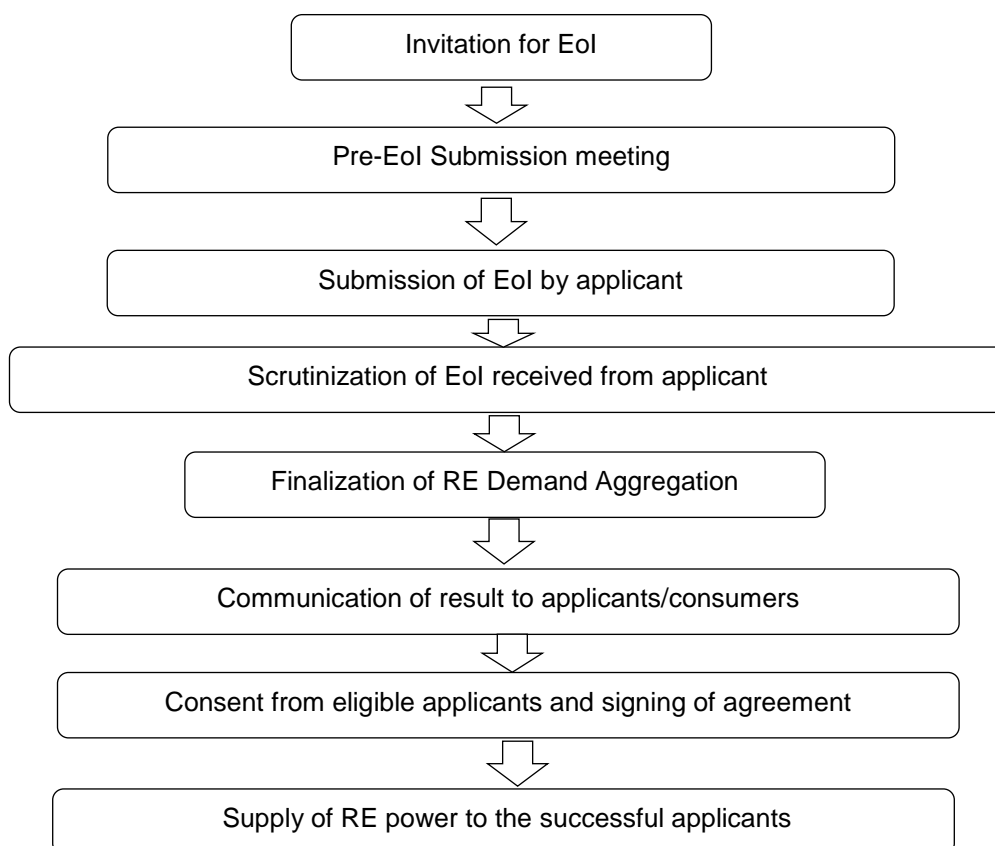 Invitation for EoI
Pre-EoI Submission meeting
Submission of EoI by applicant
Scrutinization of EoI received from applicant
Finalization of RE Demand Aggregation
Communication of result to applicants/consumers
Consent from eligible applicants and signing of agreement
Supply of RE power to the successful applicants